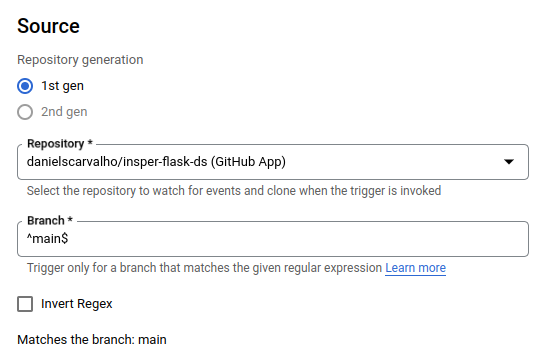 Source
Repository generation
1st gen
2nd gen
Repository *
danielscarvalho/insper-flask-ds (GitHub App)
Select the repository to watch for events and clone when the trigger is invoked
Branch *
^main$
Trigger only for a branch that matches the given regular expression Learn more
Invert Regex
Matches the branch: main